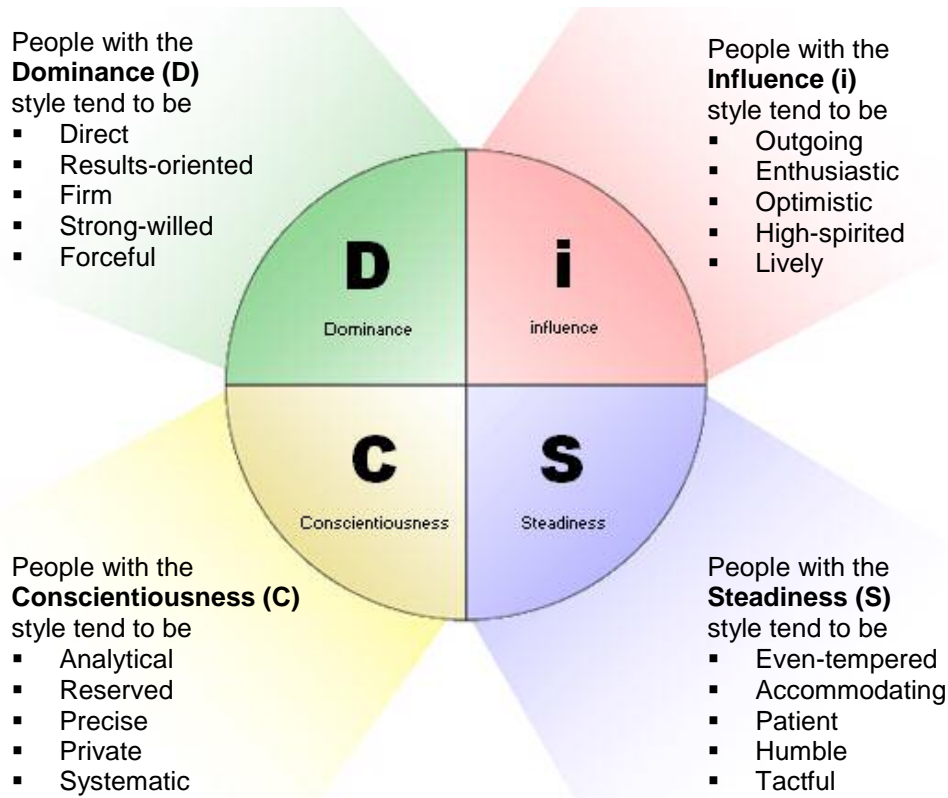 People with the
Dominance (D)
style tend to be
▪ Direct
▪ Results-oriented
▪ Firm
▪ Strong-willed
▪ Forceful
People with the
Influence (i)
style tend to be
▪ Outgoing
▪ Enthusiastic
▪ Optimistic
▪ High-spirited
▪ Lively
D
Dominance
i
influence
C
Conscientiousness
S
Steadiness
People with the
Conscientiousness (C)
style tend to be
▪ Analytical
▪ Reserved
▪ Precise
▪ Private
▪ Systematic
People with the
Steadiness (S)
style tend to be
▪ Even-tempered
▪ Accommodating
▪ Patient
▪ Humble
▪ Tactful